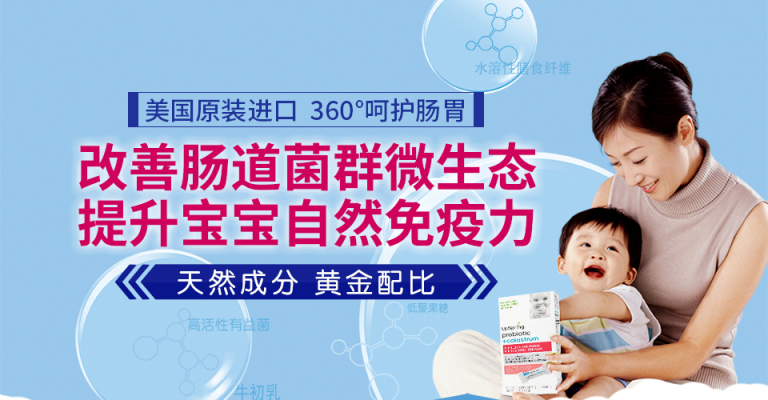 水溶性膳食纤维
美国原装进口 360°呵护肠胃
改善肠道菌群微生态
提升宝宝自然免疫力
天然成分 黄金配比
低聚果糖
高活性有益菌
牛初乳
UpSpring
probiotic
+colostrum